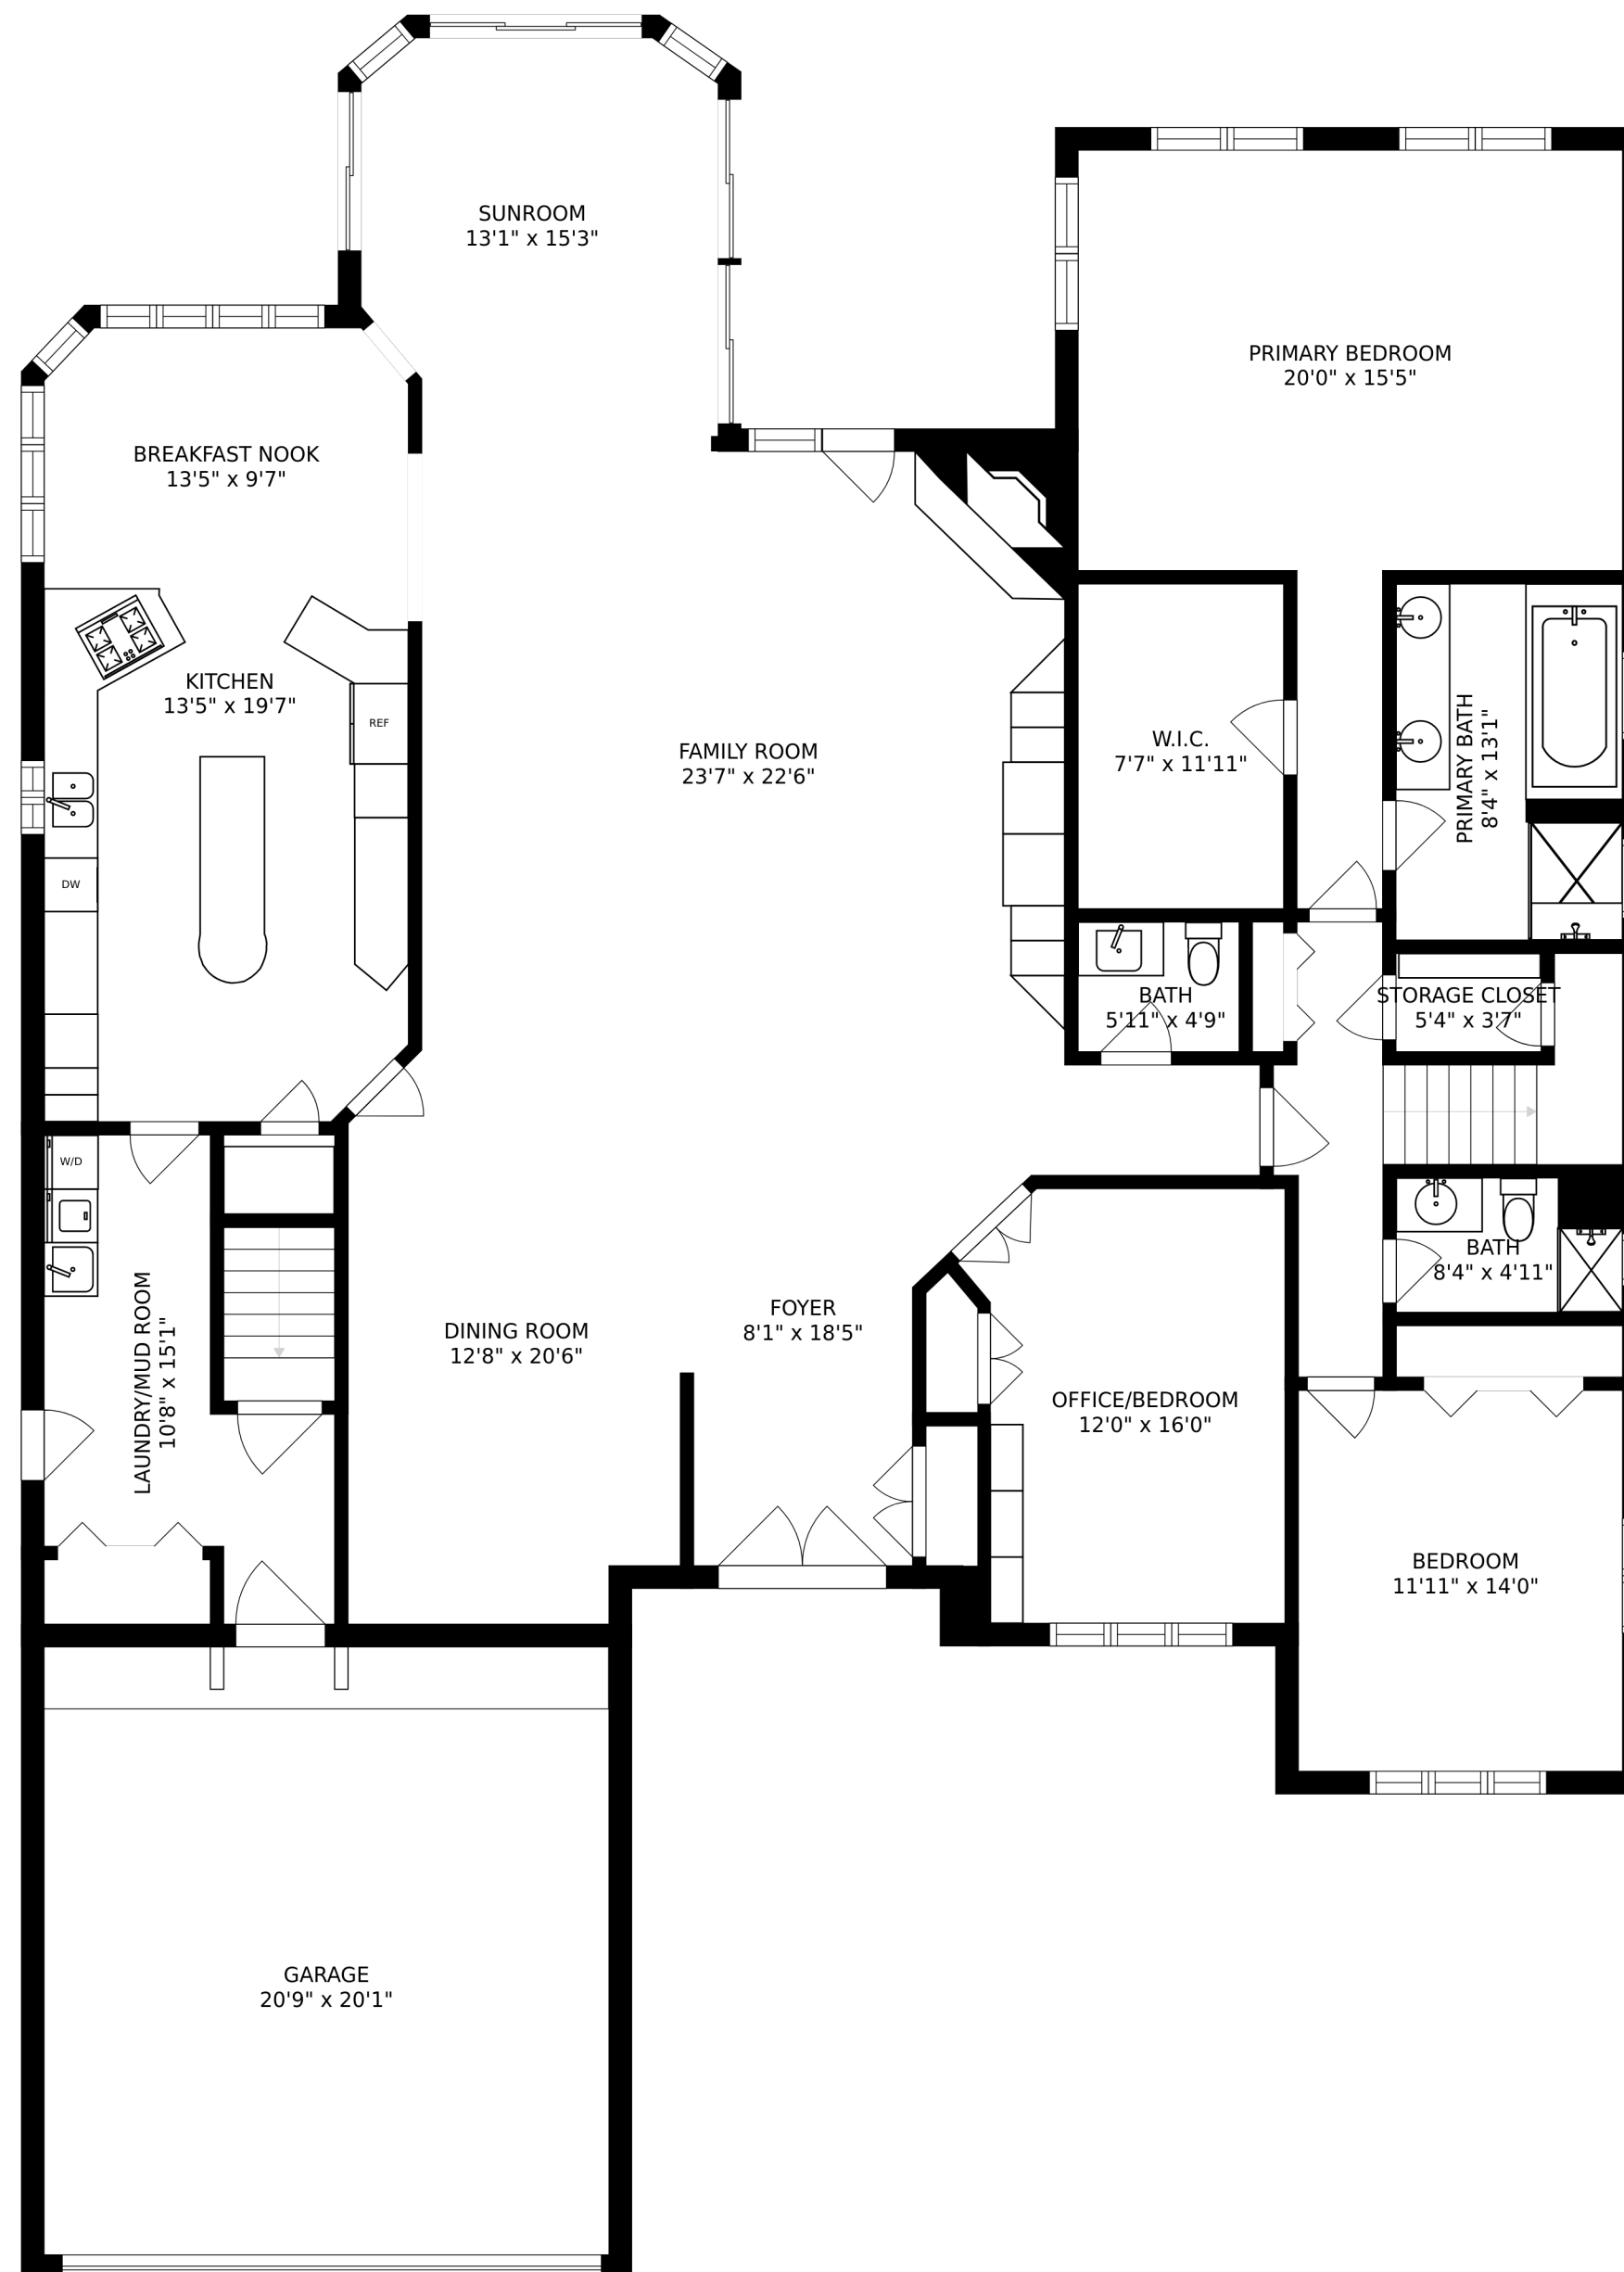 SUNROOM
13'1" x 15'3"
PRIMARY BEDROOM
20'0" x 15'5"
BREAKFAST NOOK
13'5" x 9'7"
KITCHEN
13'5" x 19'7"
REF
DW
FAMILY ROOM
23'7" x 22'6"
W.I.C.
7'7" x 11'11"
PRIMARY BATH
8'4" x 13'1"
BATH
5'11" x 4'9"
STORAGE CLOSET
5'4" x 3'7"
W/D
LAUNDRY/MUD ROOM
10'8" x 15'1"
DINING ROOM
12'8" x 20'6"
FOYER
8'1" x 18'5"
BATH
8'4" x 4'11"
OFFICE/BEDROOM
12'0" x 16'0"
BEDROOM
11'11" x 14'0"
GARAGE
20'9" x 20'1"